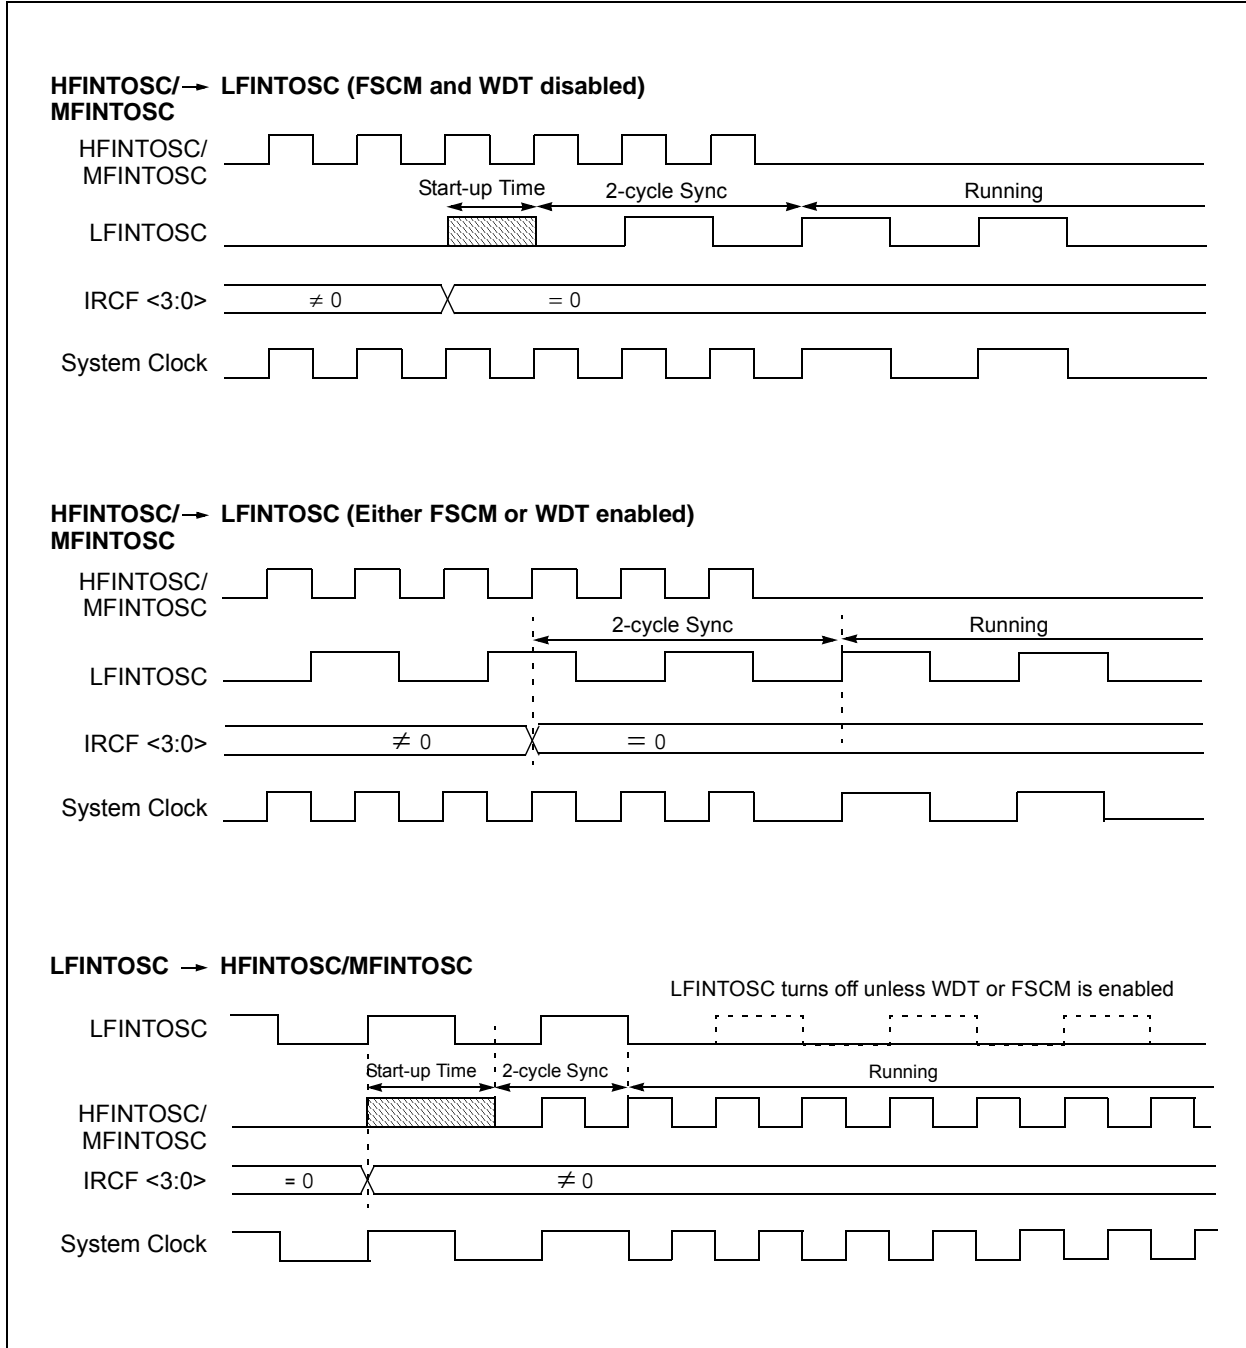 HFINTOSC/→ LFINTOSC (FSCM and WDT disabled)
MFINTOSC
HFINTOSC/
MFINTOSC
Start-up Time 2-cycle Sync Running
LFINTOSC
IRCF <3:0> ≠ 0 = 0
System Clock
HFINTOSC/→ LFINTOSC (Either FSCM or WDT enabled)
MFINTOSC
HFINTOSC/
MFINTOSC
2-cycle Sync Running
LFINTOSC
IRCF <3:0> ≠ 0 = 0
System Clock
LFINTOSC → HFINTOSC/MFINTOSC
LFINTOSC turns off unless WDT or FSCM is enabled
LFINTOSC
Start-up Time 2-cycle Sync Running
HFINTOSC/
MFINTOSC
IRCF <3:0> = 0 ≠ 0
System Clock